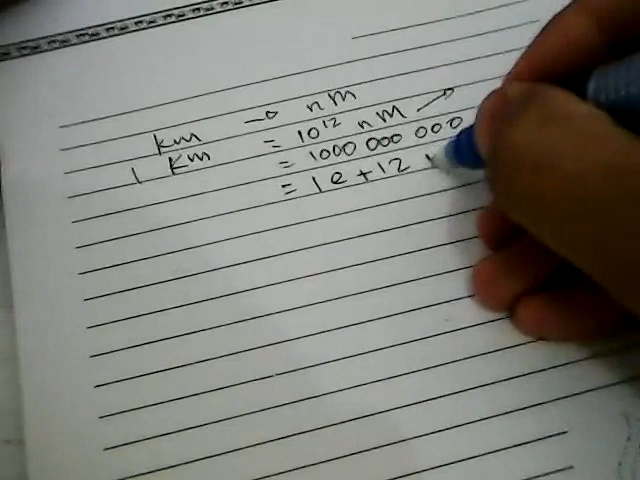 km → nm
1 km = 10¹² nm →
= 1000 000 000
= 1e+12